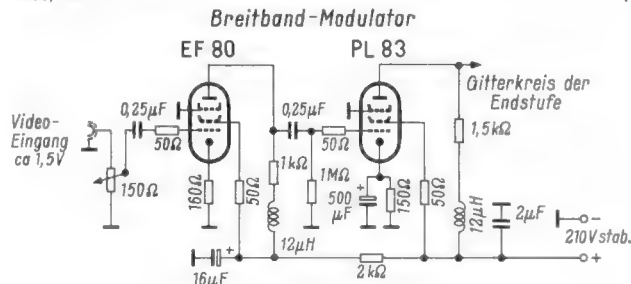 Breitband-Modulator
EF 80
PL 83
Gitterkreis der
Endstufe
Video-
Eingang
ca 1,5V
0,25µF
50Ω
150Ω
160Ω
50Ω
1kΩ
12µH
16µF
+
0,25µF
50Ω
1MΩ
+
500
µF
150Ω
50Ω
2kΩ
1,5kΩ
12µH
2µF
-
210V stab.
+